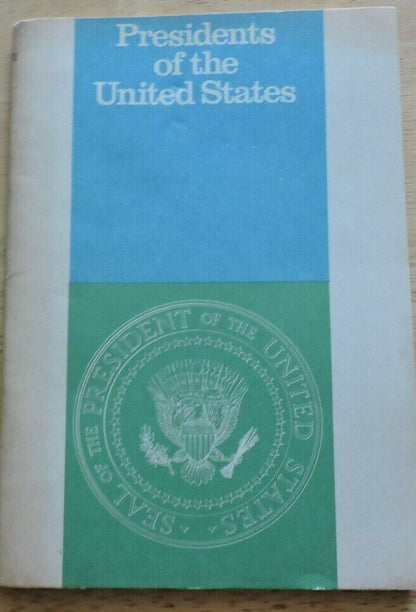 Presidents
of the
United States
SEAL OF THE PRESIDENT OF THE UNITED STATES